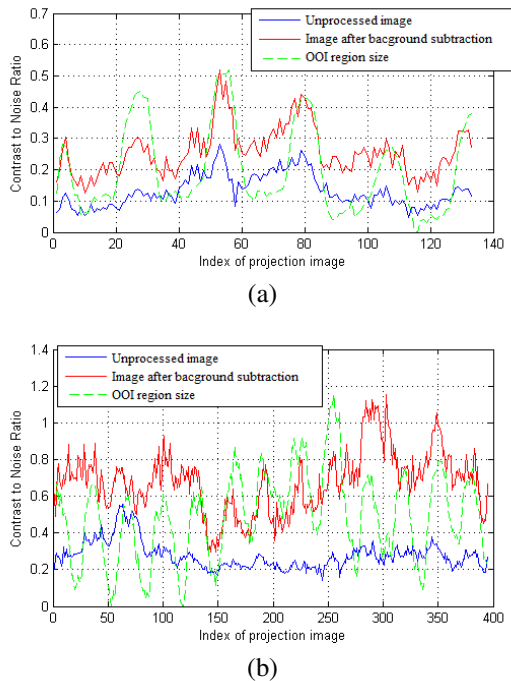 Unprocessed image
Image after bacground subtraction
OOI region size
Contrast to Noise Ratio
0.7
0.6
0.5
0.4
0.3
0.2
0.1
0
0 20 40 60 80 100 120 140
Index of projection image
(a)
Unprocessed image
Image after bacground subtraction
OOI region size
Contrast to Noise Ratio
1.4
1.2
1
0.8
0.6
0.4
0.2
0
0 50 100 150 200 250 300 350 400
Index of projection image
(b)